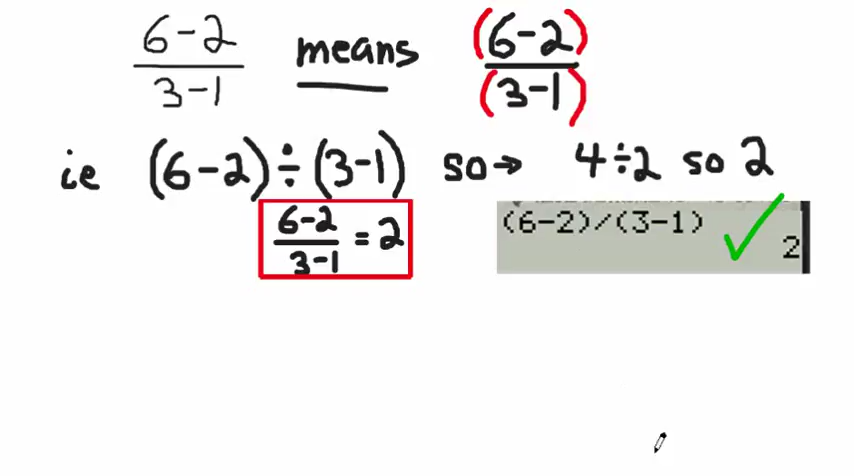 6-2 means (6-2)
3-1 (3-1)
ie (6-2)÷(3-1) so→ 4÷2 so 2
6-2
3-1 = 2
(6-2)/(3-1)
2